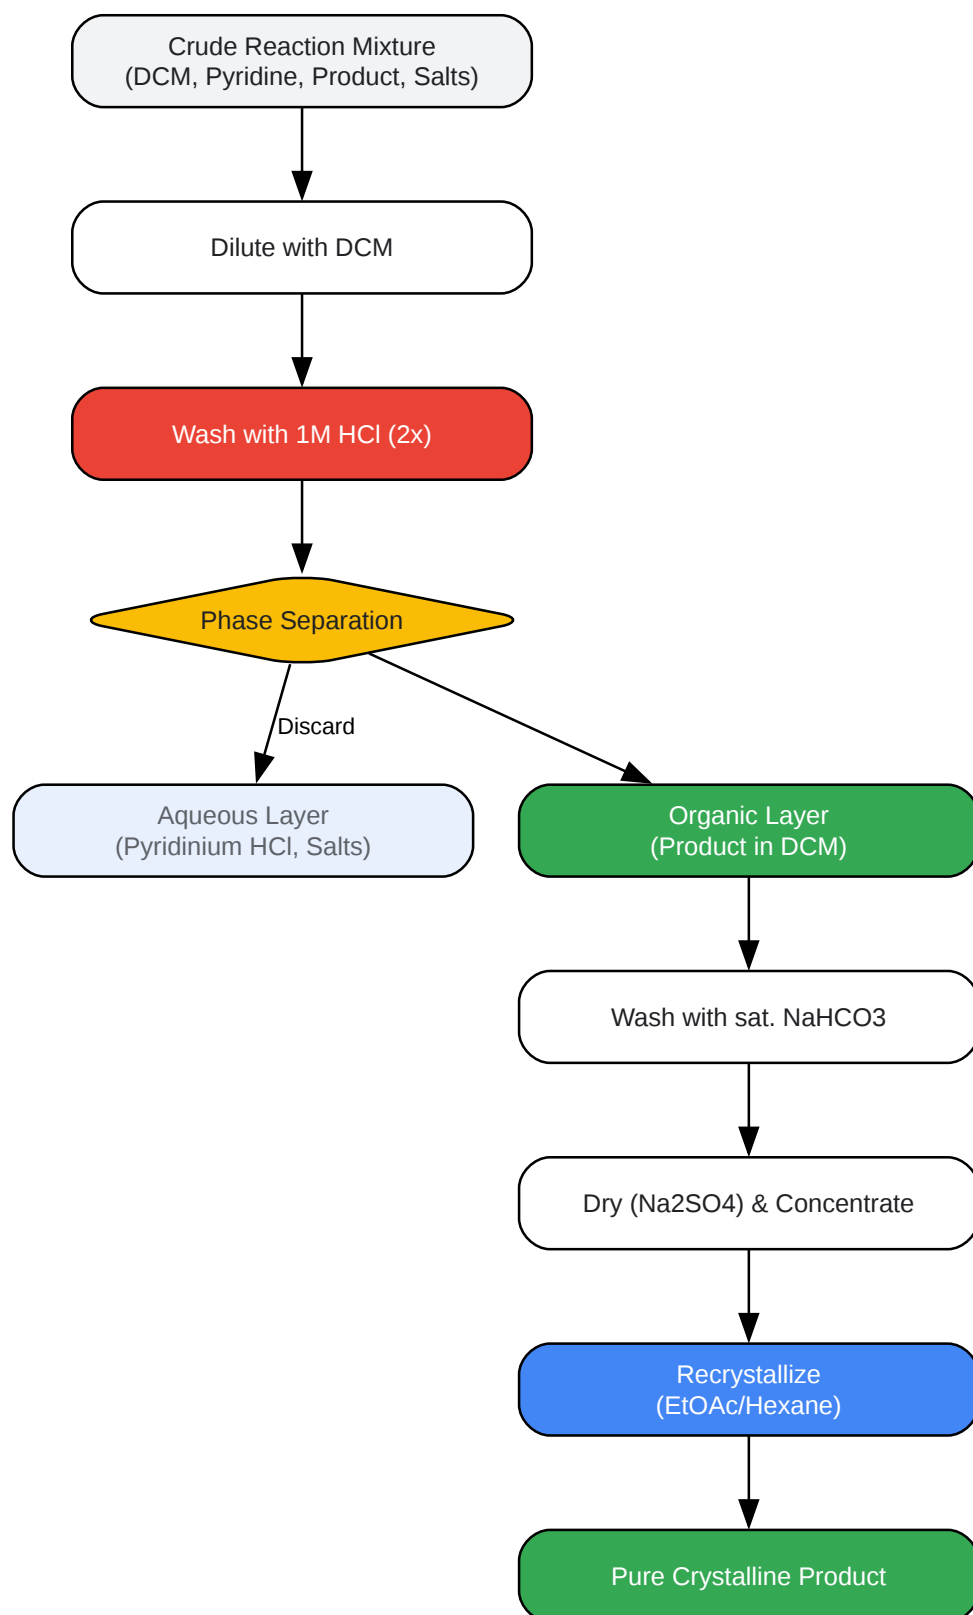 Crude Reaction Mixture
(DCM, Pyridine, Product, Salts)
Dilute with DCM
Wash with 1M HCl (2x)
Phase Separation
Discard
Aqueous Layer
(Pyridinium HCl, Salts)
Organic Layer
(Product in DCM)
Wash with sat. NaHCO3
Dry (Na2SO4) & Concentrate
Recrystallize
(EtOAc/Hexane)
Pure Crystalline Product